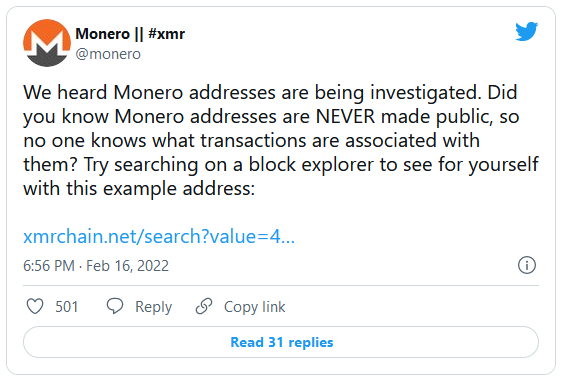 Monero || #xmr
@monero
We heard Monero addresses are being investigated. Did
you know Monero addresses are NEVER made public, so
no one knows what transactions are associated with
them? Try searching on a block explorer to see for yourself
with this example address:
xmrchain.net/search?value=4...
6:56 PM · Feb 16, 2022
501 Reply Copy link
Read 31 replies